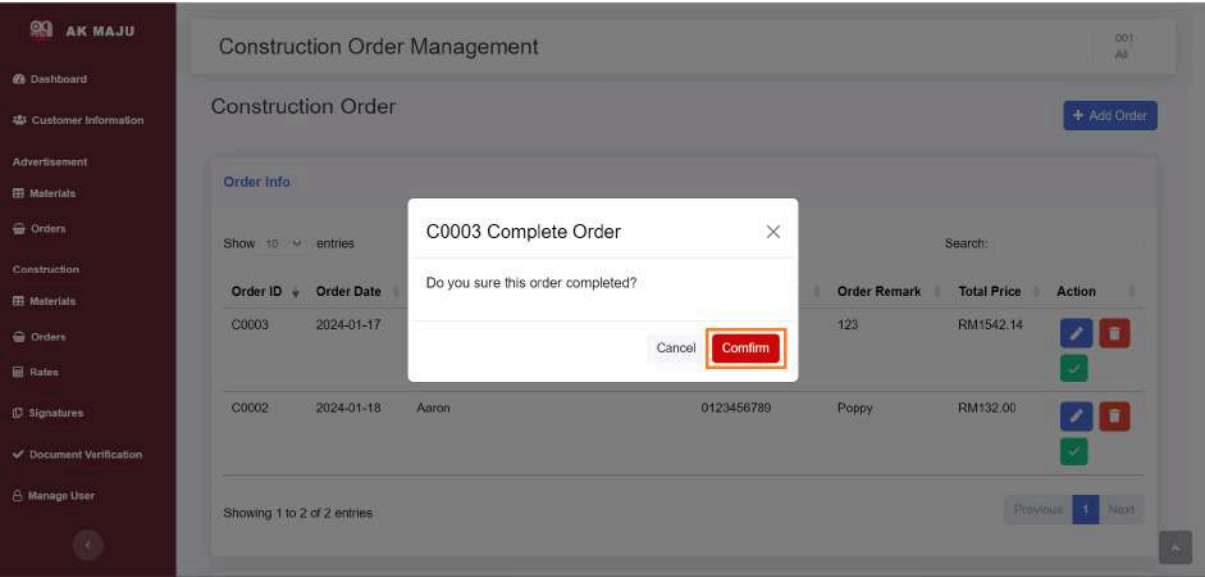 AK MAJU
Dashboard
Customer Information
Advertisement
Materials
Orders
Construction
Materials
Orders
Rates
Signatures
Document Verification
Manage User
Construction Order Management
001
Ali
Construction Order
+ Add Order
Order Info
Show 10 entries
Search:
Order ID Order Date Order Remark Total Price Action
C0003 2024-01-17 123 RM1542.14
C0002 2024-01-18 Aaron 0123456789 Poppy RM132.00
Showing 1 to 2 of 2 entries
Previous 1 Next
C0003 Complete Order
Do you sure this order completed?
Cancel Comfirm